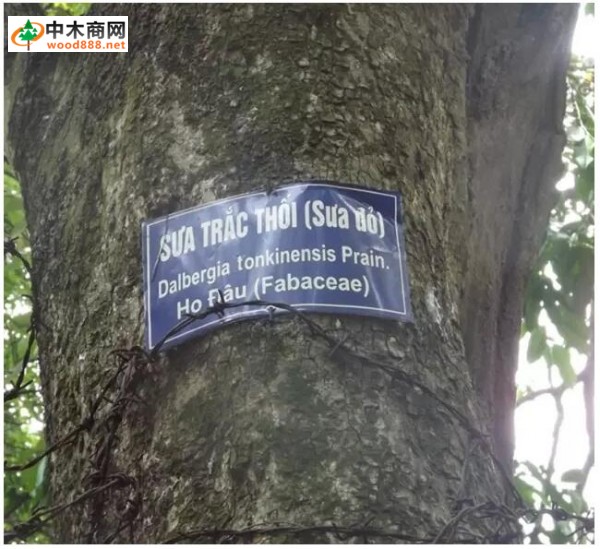 中木商网
wood888.net
SƯA TRẮC THỐI (Sưa đỏ)
Dalbergia tonkinensis Prain.
Họ Đậu (Fabaceae)